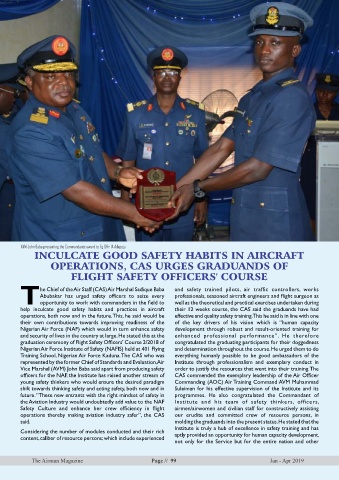 INCULCATE GOOD SAFETY HABITS IN AIRCRAFT
OPERATIONS, CAS URGES GRADUANDS OF
FLIGHT SAFETY OFFICERS' COURSE
The Chief of the Air Staff (CAS) Air Marshal Sadique Baba
Abubakar has urged safety officers to seize every
opportunity to work with commanders in the field to
help inculcate good safety habits and practices in aircraft
operations, both now and in the future. This, he said would be
their own contributions towards improving readiness of the
Nigerian Air Force (NAF) which would in turn enhance safety
and security of lives in the country at large. He stated this at the
graduation ceremony of Flight Safety Officers' Course 2/2018 of
Nigerian Air Force Institute of Safety (NAFIS) held at 401 Flying
Training School, Nigerian Air Force Kaduna. The CAS who was
represented by the former Chief of Standards and Evaluation, Air
Vice Marshal (AVM) John Baba said apart from producing safety
officers for the NAF, the Institute has raised another stream of
young safety thinkers who would ensure the desired paradigm
shift towards thinking safety and acting safely, both now and in
future. "These new entrants with the right mindset of safety in
the Aviation Industry would undoubtedly add value to the NAF
Safety Culture and enhance her crew efficiency in flight
operations thereby making aviation industry safer", the CAS
said.
Considering the number of modules conducted and their rich
content, caliber of resource persons; which include experienced
and safety trained pilots, air traffic controllers, works
professionals, seasoned aircraft engineers and flight surgeon as
well as the theoretical and practical exercises undertaken during
their 12 weeks course, the CAS said the graduands have had
effective and quality safety training. This he said is in line with one
of the key drivers of his vision which is "human capacity
development through robust and result-oriented training for
enhanced professional performance". He therefore
congratulated the graduating participants for their doggedness
and determination throughout the course. He urged them to do
everything humanly possible to be good ambassadors of the
Institute through professionalism and exemplary conduct in
order to justify the resources that went into their training. The
CAS commended the exemplary leadership of the Air Officer
Commanding (AOC) Air Training Command AVM Muhammed
Suleiman for his effective supervision of the Institute and its
programmes. He also congratulated the Commandant of
Institute and his team of safety thinkers, officers,
airmen/airwomen and civilian staff for constructively assisting
our erudite and committed crew of resource persons, in
molding the graduands into the present status. He stated that the
Institute is truly a hub of excellence in safety training and has
aptly provided an opportunity for human capacity development,
not only for the Service but for the entire nation and other
The Airman Magazine
Page // 99
Jan - Apr 2019